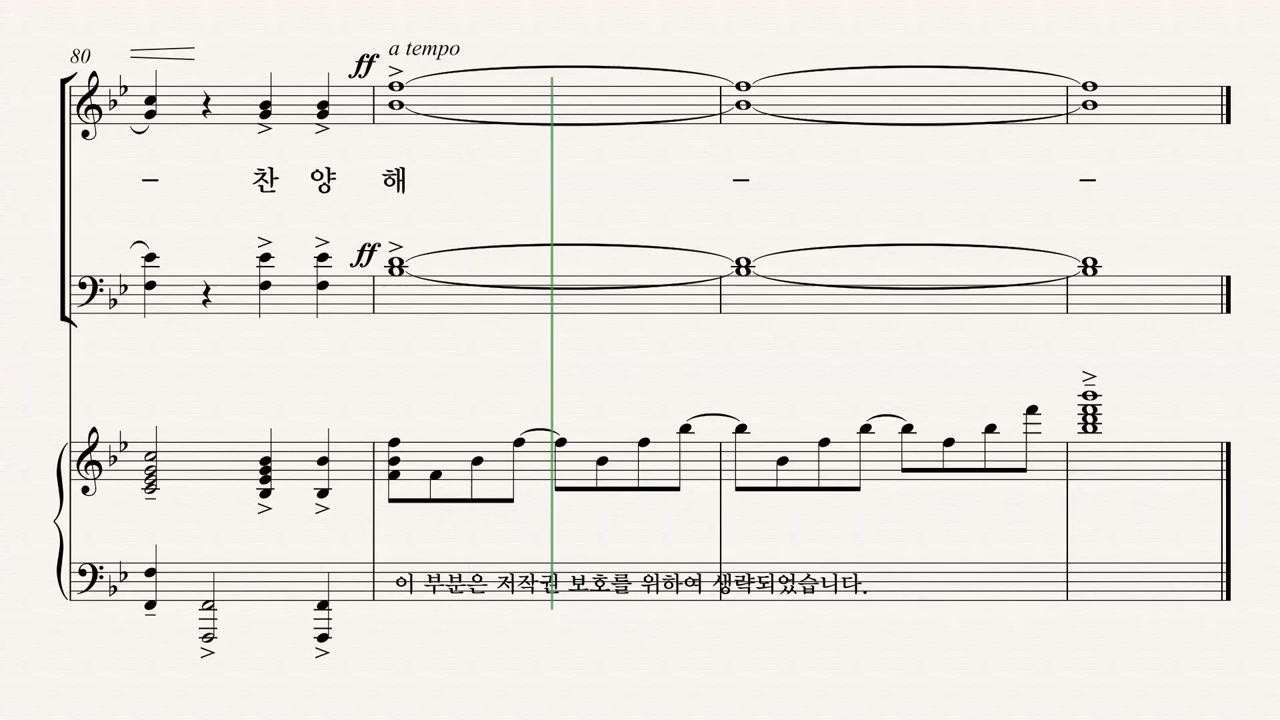 80
a tempo
ff
– 찬 양 해 – –
ff
이 부분은 저작권 보호를 위하여 생략되었습니다.